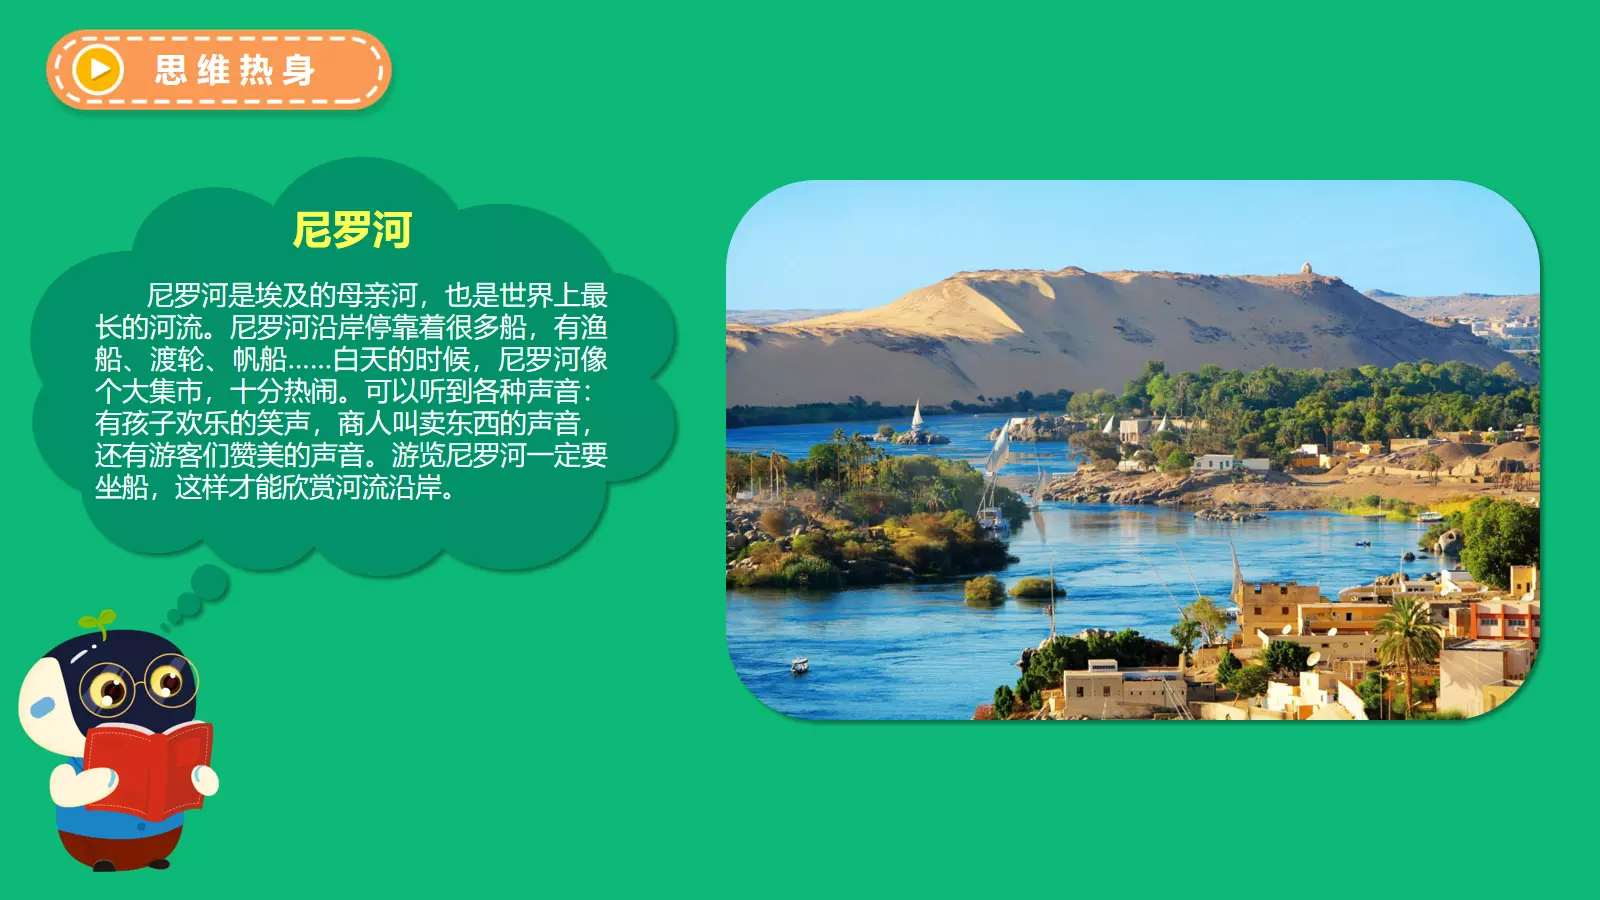 思维热身
尼罗河
尼罗河是埃及的母亲河，也是世界上最
长的河流。尼罗河沿岸停靠着很多船，有渔
船、渡轮、帆船......白天的时候，尼罗河像
个大集市，十分热闹。可以听到各种声音：
有孩子欢乐的笑声，商人叫卖东西的声音，
还有游客们赞美的声音。游览尼罗河一定要
坐船，这样才能欣赏河流沿岸。